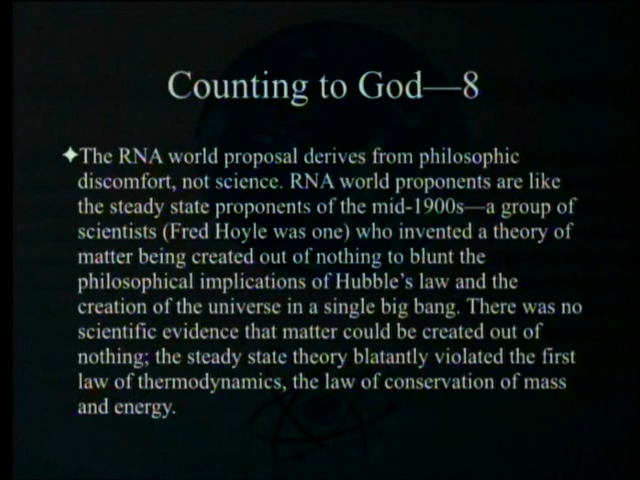 Counting to God—8
✦The RNA world proposal derives from philosophic
discomfort, not science. RNA world proponents are like
the steady state proponents of the mid-1900s—a group of
scientists (Fred Hoyle was one) who invented a theory of
matter being created out of nothing to blunt the
philosophical implications of Hubble's law and the
creation of the universe in a single big bang. There was no
scientific evidence that matter could be created out of
nothing; the steady state theory blatantly violated the first
law of thermodynamics, the law of conservation of mass
and energy.